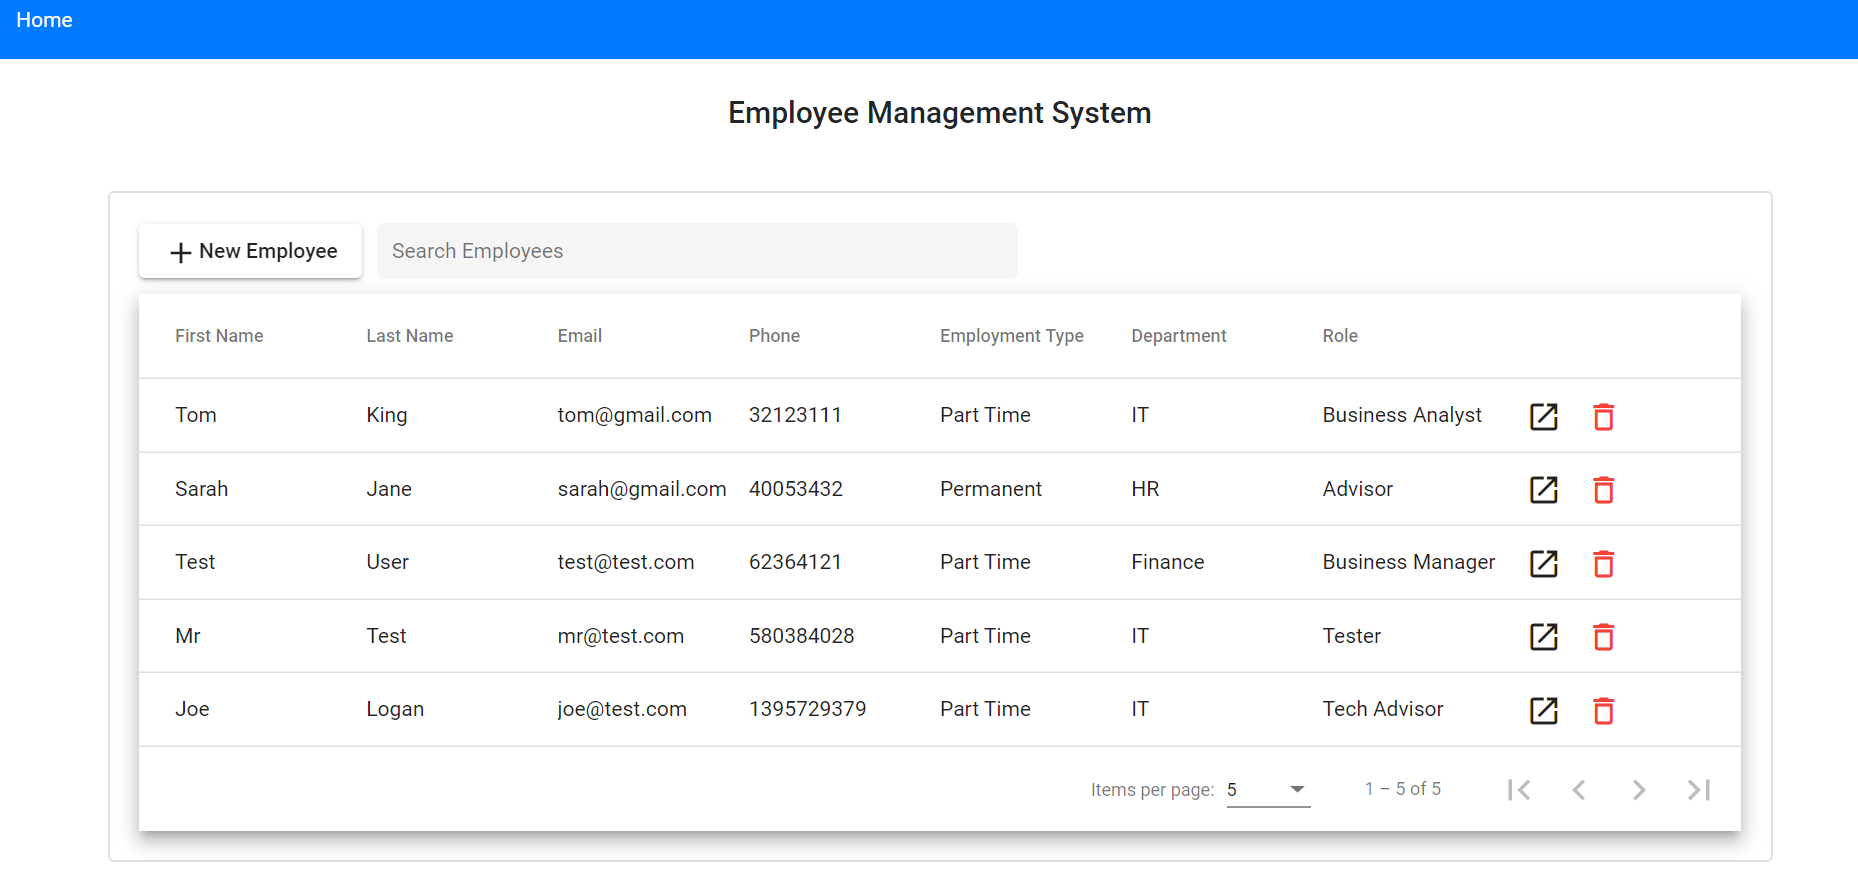 Home
Employee Management System
New Employee
Search Employees
First Name Last Name Email Phone Employment Type Department Role
Tom King tom@gmail.com 32123111 Part Time IT Business Analyst
Sarah Jane sarah@gmail.com 40053432 Permanent HR Advisor
Test User test@test.com 62364121 Part Time Finance Business Manager
Mr Test mr@test.com 580384028 Part Time IT Tester
Joe Logan joe@test.com 1395729379 Part Time IT Tech Advisor
Items per page: 5 1 – 5 of 5